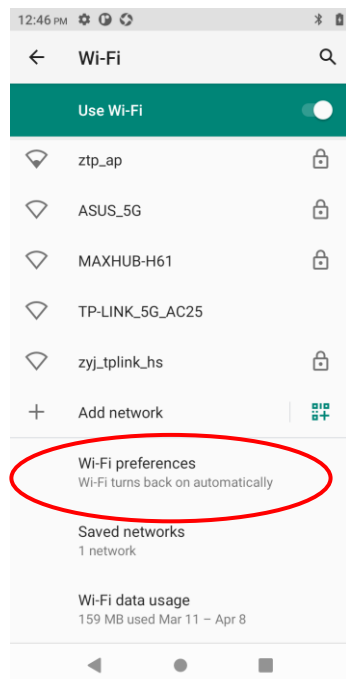 12:46 PM
Wi-Fi
Use Wi-Fi
ztp_ap
ASUS_5G
MAXHUB-H61
TP-LINK_5G_AC25
zyj_tplink_hs
Add network
Wi-Fi preferences
Wi-Fi turns back on automatically
Saved networks
1 network
Wi-Fi data usage
159 MB used Mar 11 – Apr 8